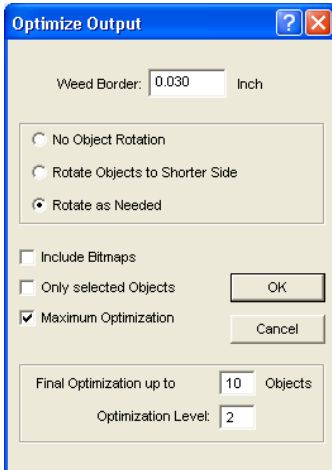 Optimize Output
Weed Border: 0.030 Inch
No Object Rotation
Rotate Objects to Shorter Side
Rotate as Needed
Include Bitmaps
Only selected Objects OK
Maximum Optimization
Cancel
Final Optimization up to 10 Objects
Optimization Level: 2